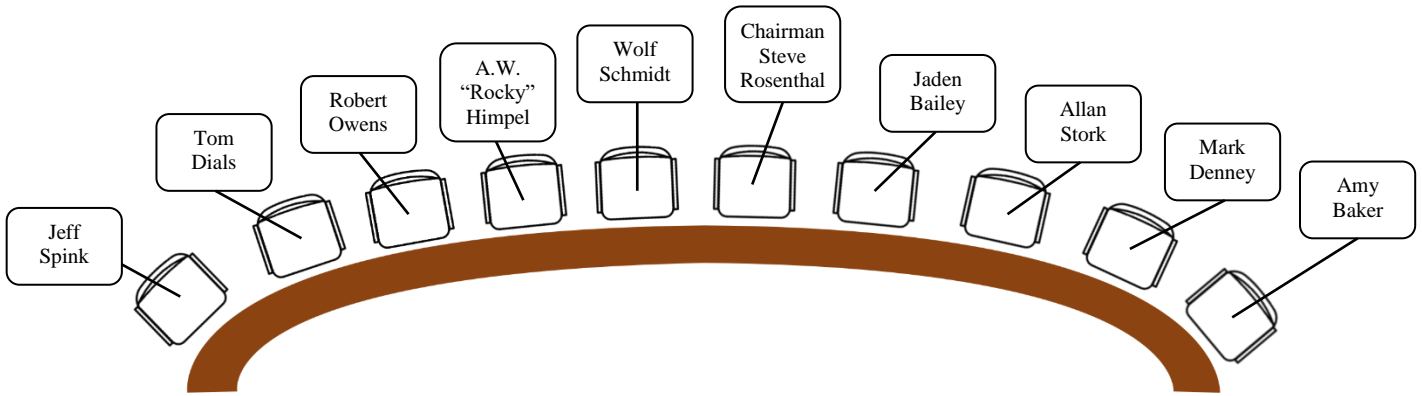 Jeff
Spink
Tom
Dials
Robert
Owens
A.W.
“Rocky”
Himpel
Wolf
Schmidt
Chairman
Steve
Rosenthal
Jaden
Bailey
Allan
Stork
Mark
Denney
Amy
Baker